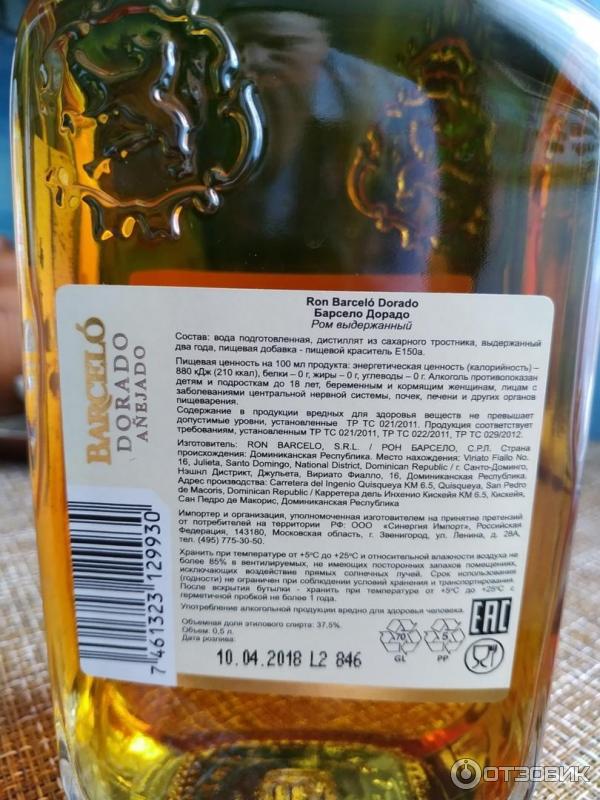 BARCELÓ
DORADO
AÑEJADO
7 461323 129930
Ron Barceló Dorado
Барсело Дорадо
Ром выдержанный
Состав: вода подготовленная, дистиллят из сахарного тростника, выдержанный
два года, пищевая добавка - пищевой краситель Е150а.
Пищевая ценность на 100 мл продукта: энергетическая ценность (калорийность) –
880 кДж (210 ккал), белки – 0 г, жиры – 0 г, углеводы – 0 г. Алкоголь противопоказан
детям и подросткам до 18 лет, беременным и кормящим женщинам, лицам с
заболеваниями центральной нервной системы, почек, печени и других органов
пищеварения.
Содержание в продукции вредных для здоровья веществ не превышает
допустимые уровни, установленные ТР ТС 021/2011. Продукция соответствует
требованиям, установленным ТР ТС 021/2011, ТР ТС 022/2011, ТР ТС 029/2012.
Изготовитель: RON BARCELO, S.R.L. / РОН БАРСЕЛО, С.Р.Л. Страна
происхождения: Доминиканская Республика. Место нахождения: Viriato Fiallo No.
16, Julieta, Santo Domingo, National District, Dominican Republic / г. Санто-Доминго,
Нэшнл Дистрикт, Джульета, Вириато Фиалло, 16, Доминиканская Республика.
Адрес производства: Carretera del Ingenio Quisqueya KM 6.5, Quisqueya, San Pedro
de Macoris, Dominican Republic / Карретера дель Инхенио Кискейя КМ 6.5, Кискейя,
Сан Педро де Макорис, Доминиканская Республика
Импортер и организация, уполномоченная изготовителем на принятие претензий
от потребителей на территории РФ: ООО «Синергия Импорт», Российская
Федерация, 143180, Московская область, г. Звенигород, ул. Ленина, д. 28А,
тел. (495) 775-30-50.
Хранить при температуре от +5ºС до +25ºС и относительной влажности воздуха не
более 85% в вентилируемых, не имеющих посторонних запахов помещениях,
исключающих воздействие прямых солнечных лучей. Срок использования
(годности) не ограничен при соблюдении условий хранения и транспортирования.
После вскрытия бутылки - хранить при температуре от +5ºС до +25ºС с
герметичной пробкой не более 1 года.
Употребление алкогольной продукции вредно для здоровья человека.
Объемная доля этилового спирта: 37,5%.
Объем: 0,5 л.
Дата розлива:
10.04.2018 L2 846
70
GL
5
PP
EAC
ОТЗОВИК